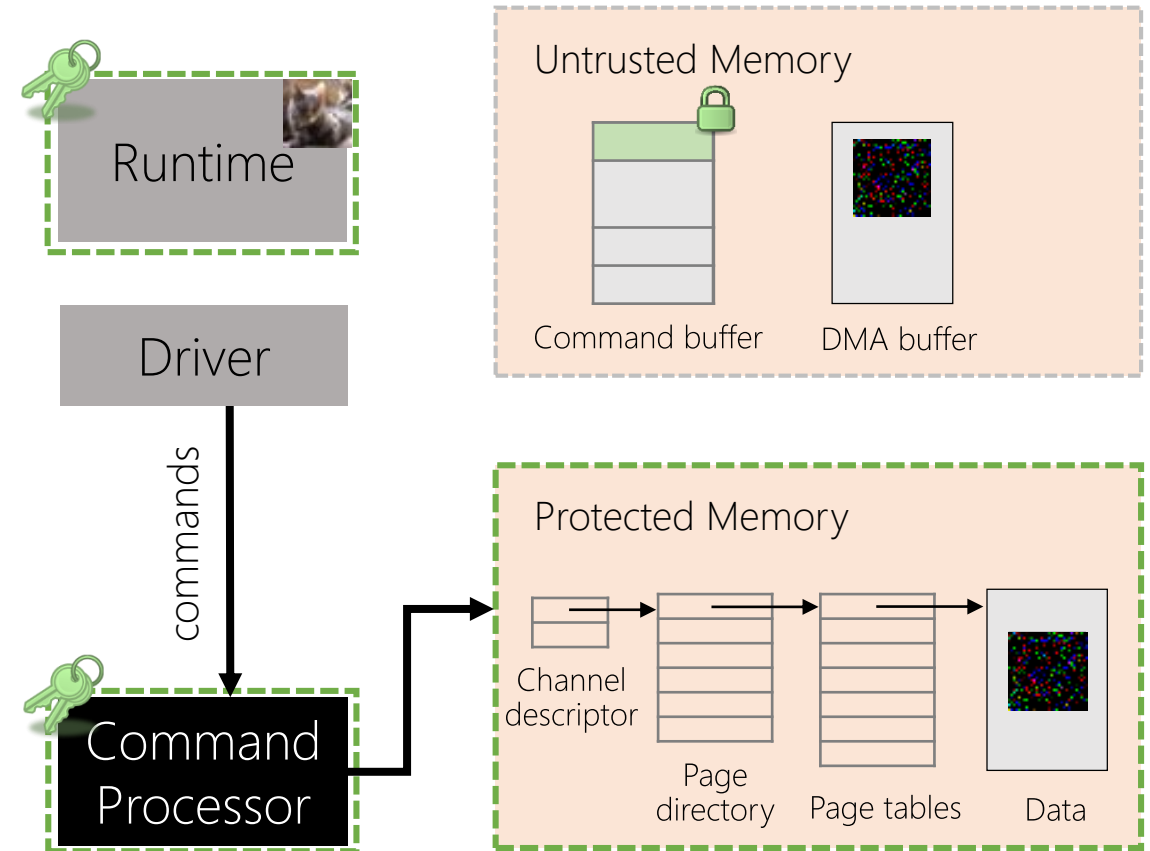 Runtime
Driver
commands
Command
Processor
Untrusted Memory
Command buffer
DMA buffer
Protected Memory
Channel
descriptor
Page
directory
Page tables
Data